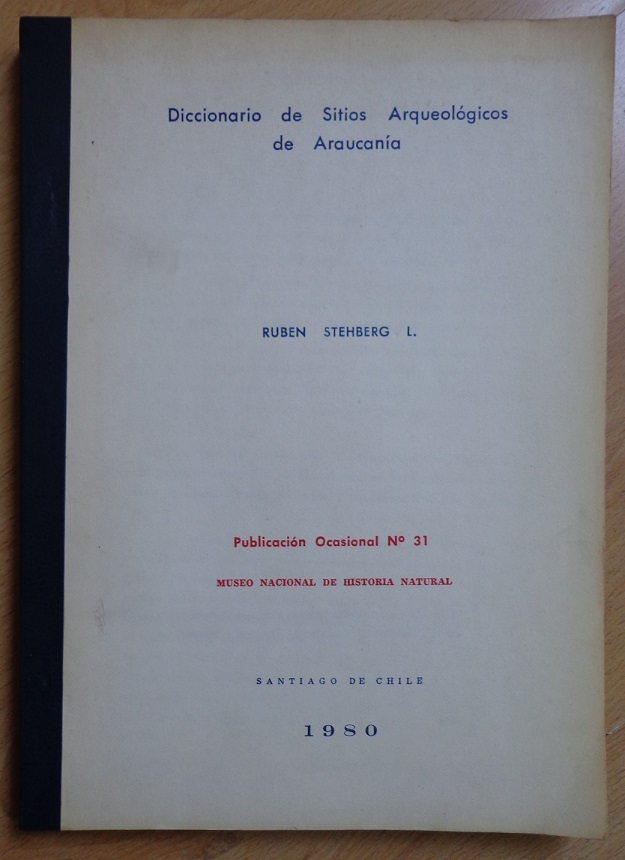 Diccionario de Sitios Arqueológicos
de Araucanía
RUBEN STEHBERG L.
Publicación Ocasional Nº 31
MUSEO NACIONAL DE HISTORIA NATURAL
SANTIAGO DE CHILE
1980